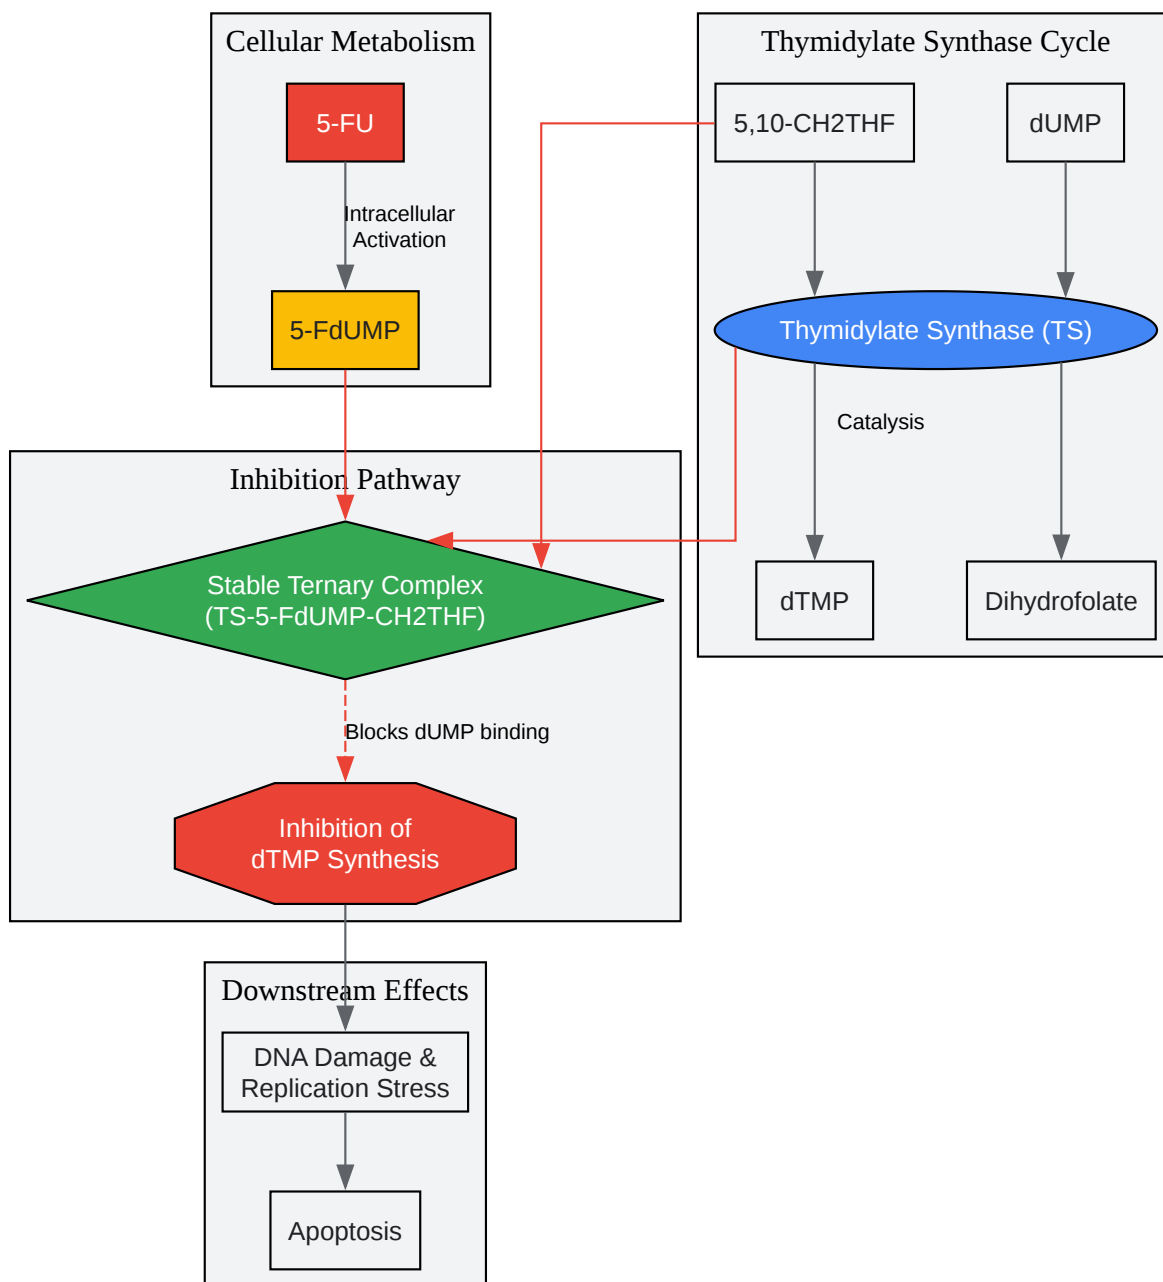 Cellular Metabolism
5-FU
Intracellular
Activation
5-FdUMP
Thymidylate Synthase Cycle
5,10-CH2THF
dUMP
Thymidylate Synthase (TS)
Catalysis
dTMP
Dihydrofolate
Inhibition Pathway
Stable Ternary Complex
(TS-5-FdUMP-CH2THF)
Blocks dUMP binding
Inhibition of
dTMP Synthesis
Downstream Effects
DNA Damage &
Replication Stress
Apoptosis